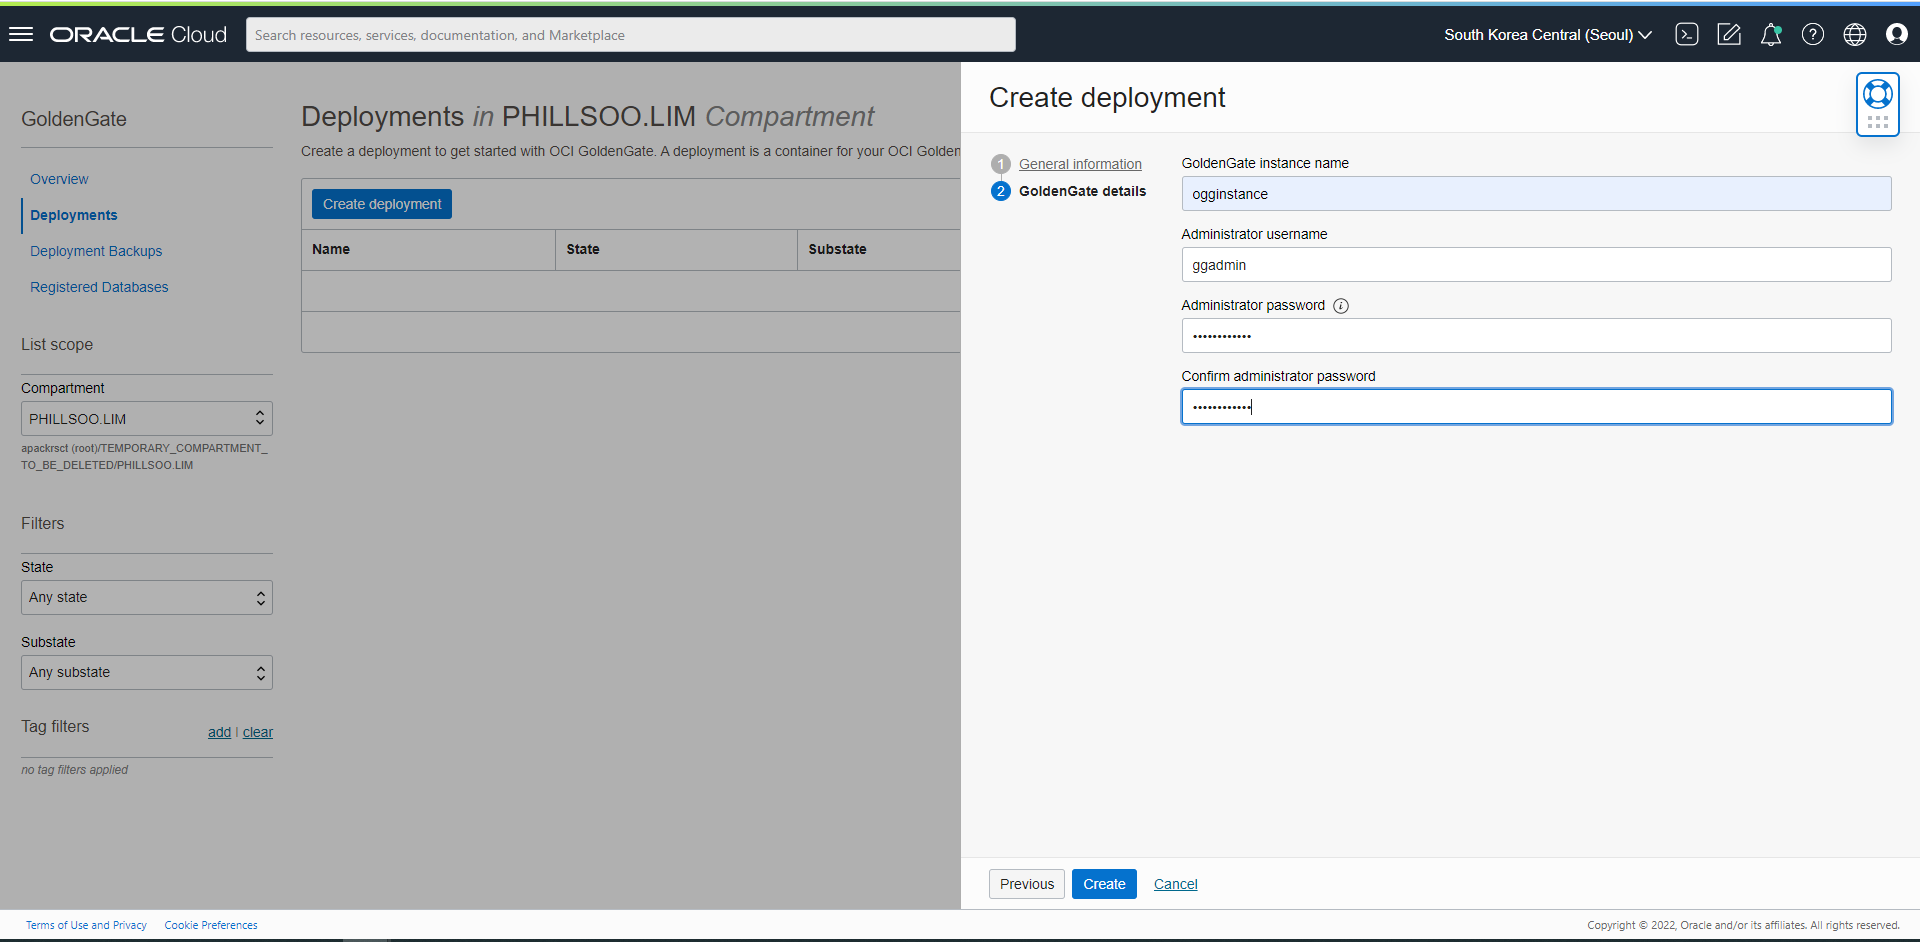 ORACLE Cloud
Search resources, services, documentation, and Marketplace
South Korea Central (Seoul)
GoldenGate
Overview
Deployments
Deployment Backups
Registered Databases
List scope
Compartment
PHILLSOO.LIM
apackrsct (root)/TEMPORARY_COMPARTMENT_
TO_BE_DELETED/PHILLSOO.LIM
Filters
State
Any state
Substate
Any substate
Tag filters
add | clear
no tag filters applied
Deployments in PHILLSOO.LIM Compartment
Create a deployment to get started with OCI GoldenGate. A deployment is a container for your OCI Golden
Create deployment
Name State Substate
Create deployment
1 General information
2 GoldenGate details
GoldenGate instance name
ogginstance
Administrator username
ggadmin
Administrator password
••••••••••••
Confirm administrator password
••••••••••••
Previous Create Cancel
Terms of Use and Privacy Cookie Preferences
Copyright © 2022, Oracle and/or its affiliates. All rights reserved.